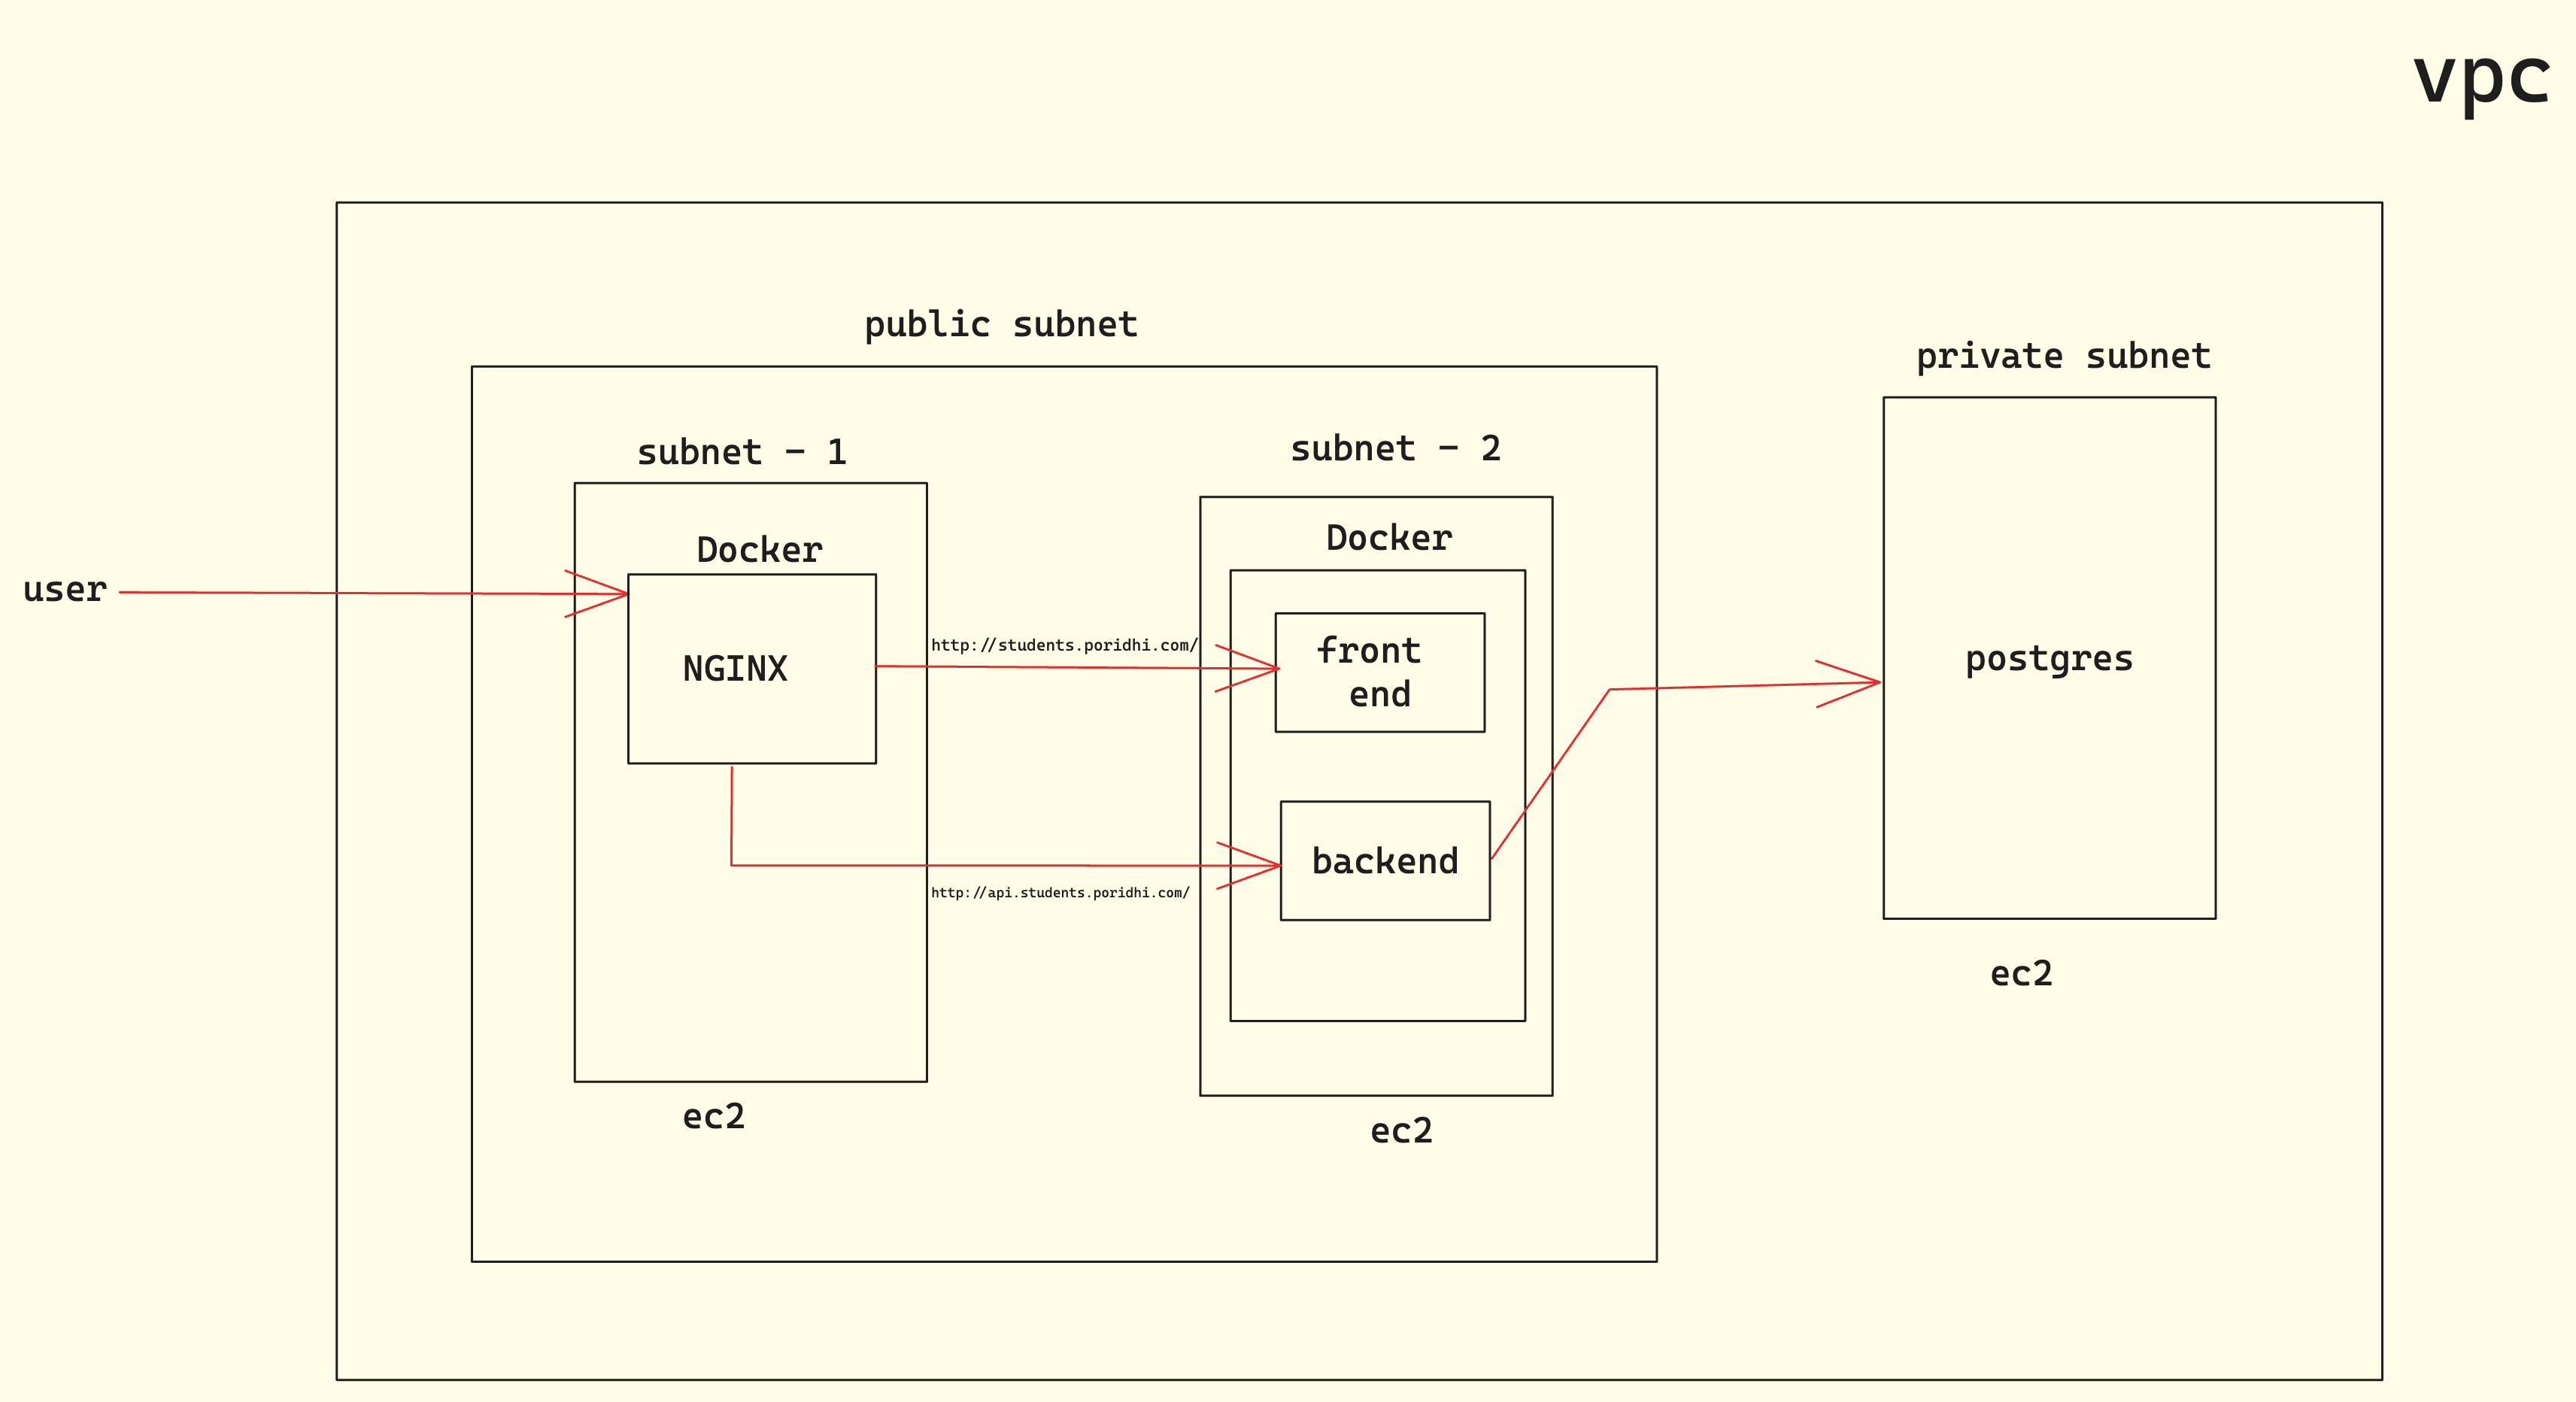 vpc
public subnet
private subnet
subnet - 1
subnet - 2
Docker
Docker
user
NGINX
http://students.poridhi.com/
front
end
postgres
backend
http://api.students.poridhi.com/
ec2
ec2
ec2